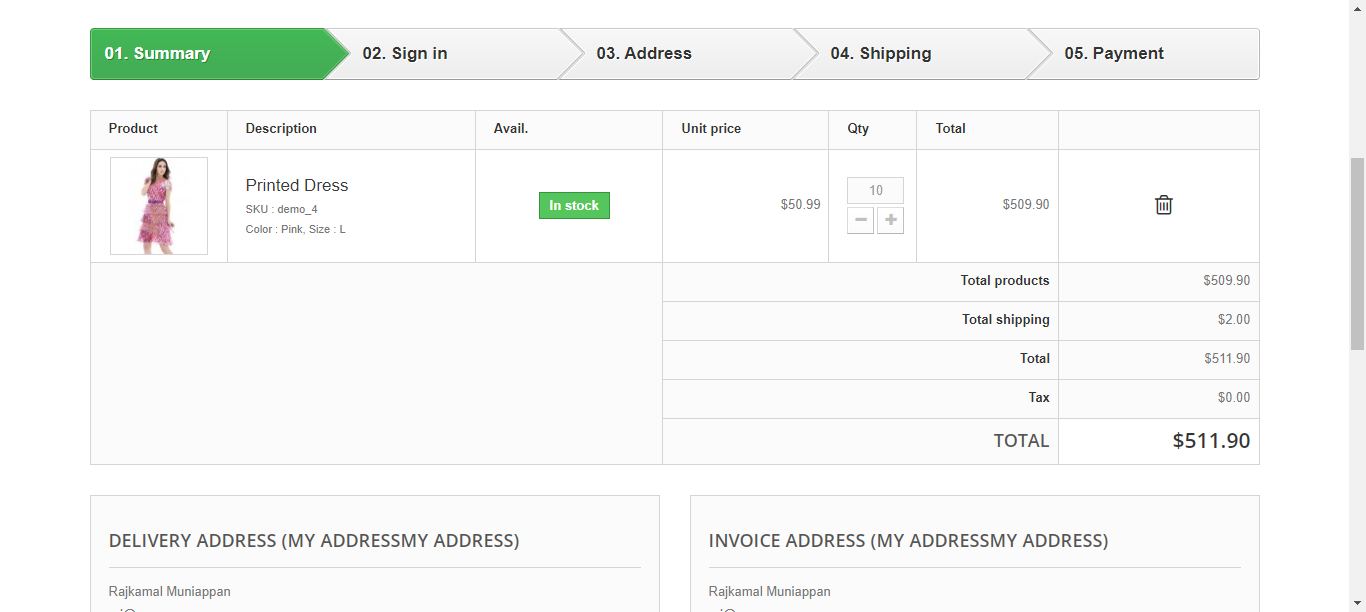 01. Summary
02. Sign in
03. Address
04. Shipping
05. Payment
Product Description Avail. Unit price Qty Total
Printed Dress
SKU : demo_4
Color : Pink, Size : L
In stock
$50.99
10
$509.90
Total products $509.90
Total shipping $2.00
Total $511.90
Tax $0.00
TOTAL $511.90
DELIVERY ADDRESS (MY ADDRESSMY ADDRESS)
Rajkamal Muniappan
INVOICE ADDRESS (MY ADDRESSMY ADDRESS)
Rajkamal Muniappan